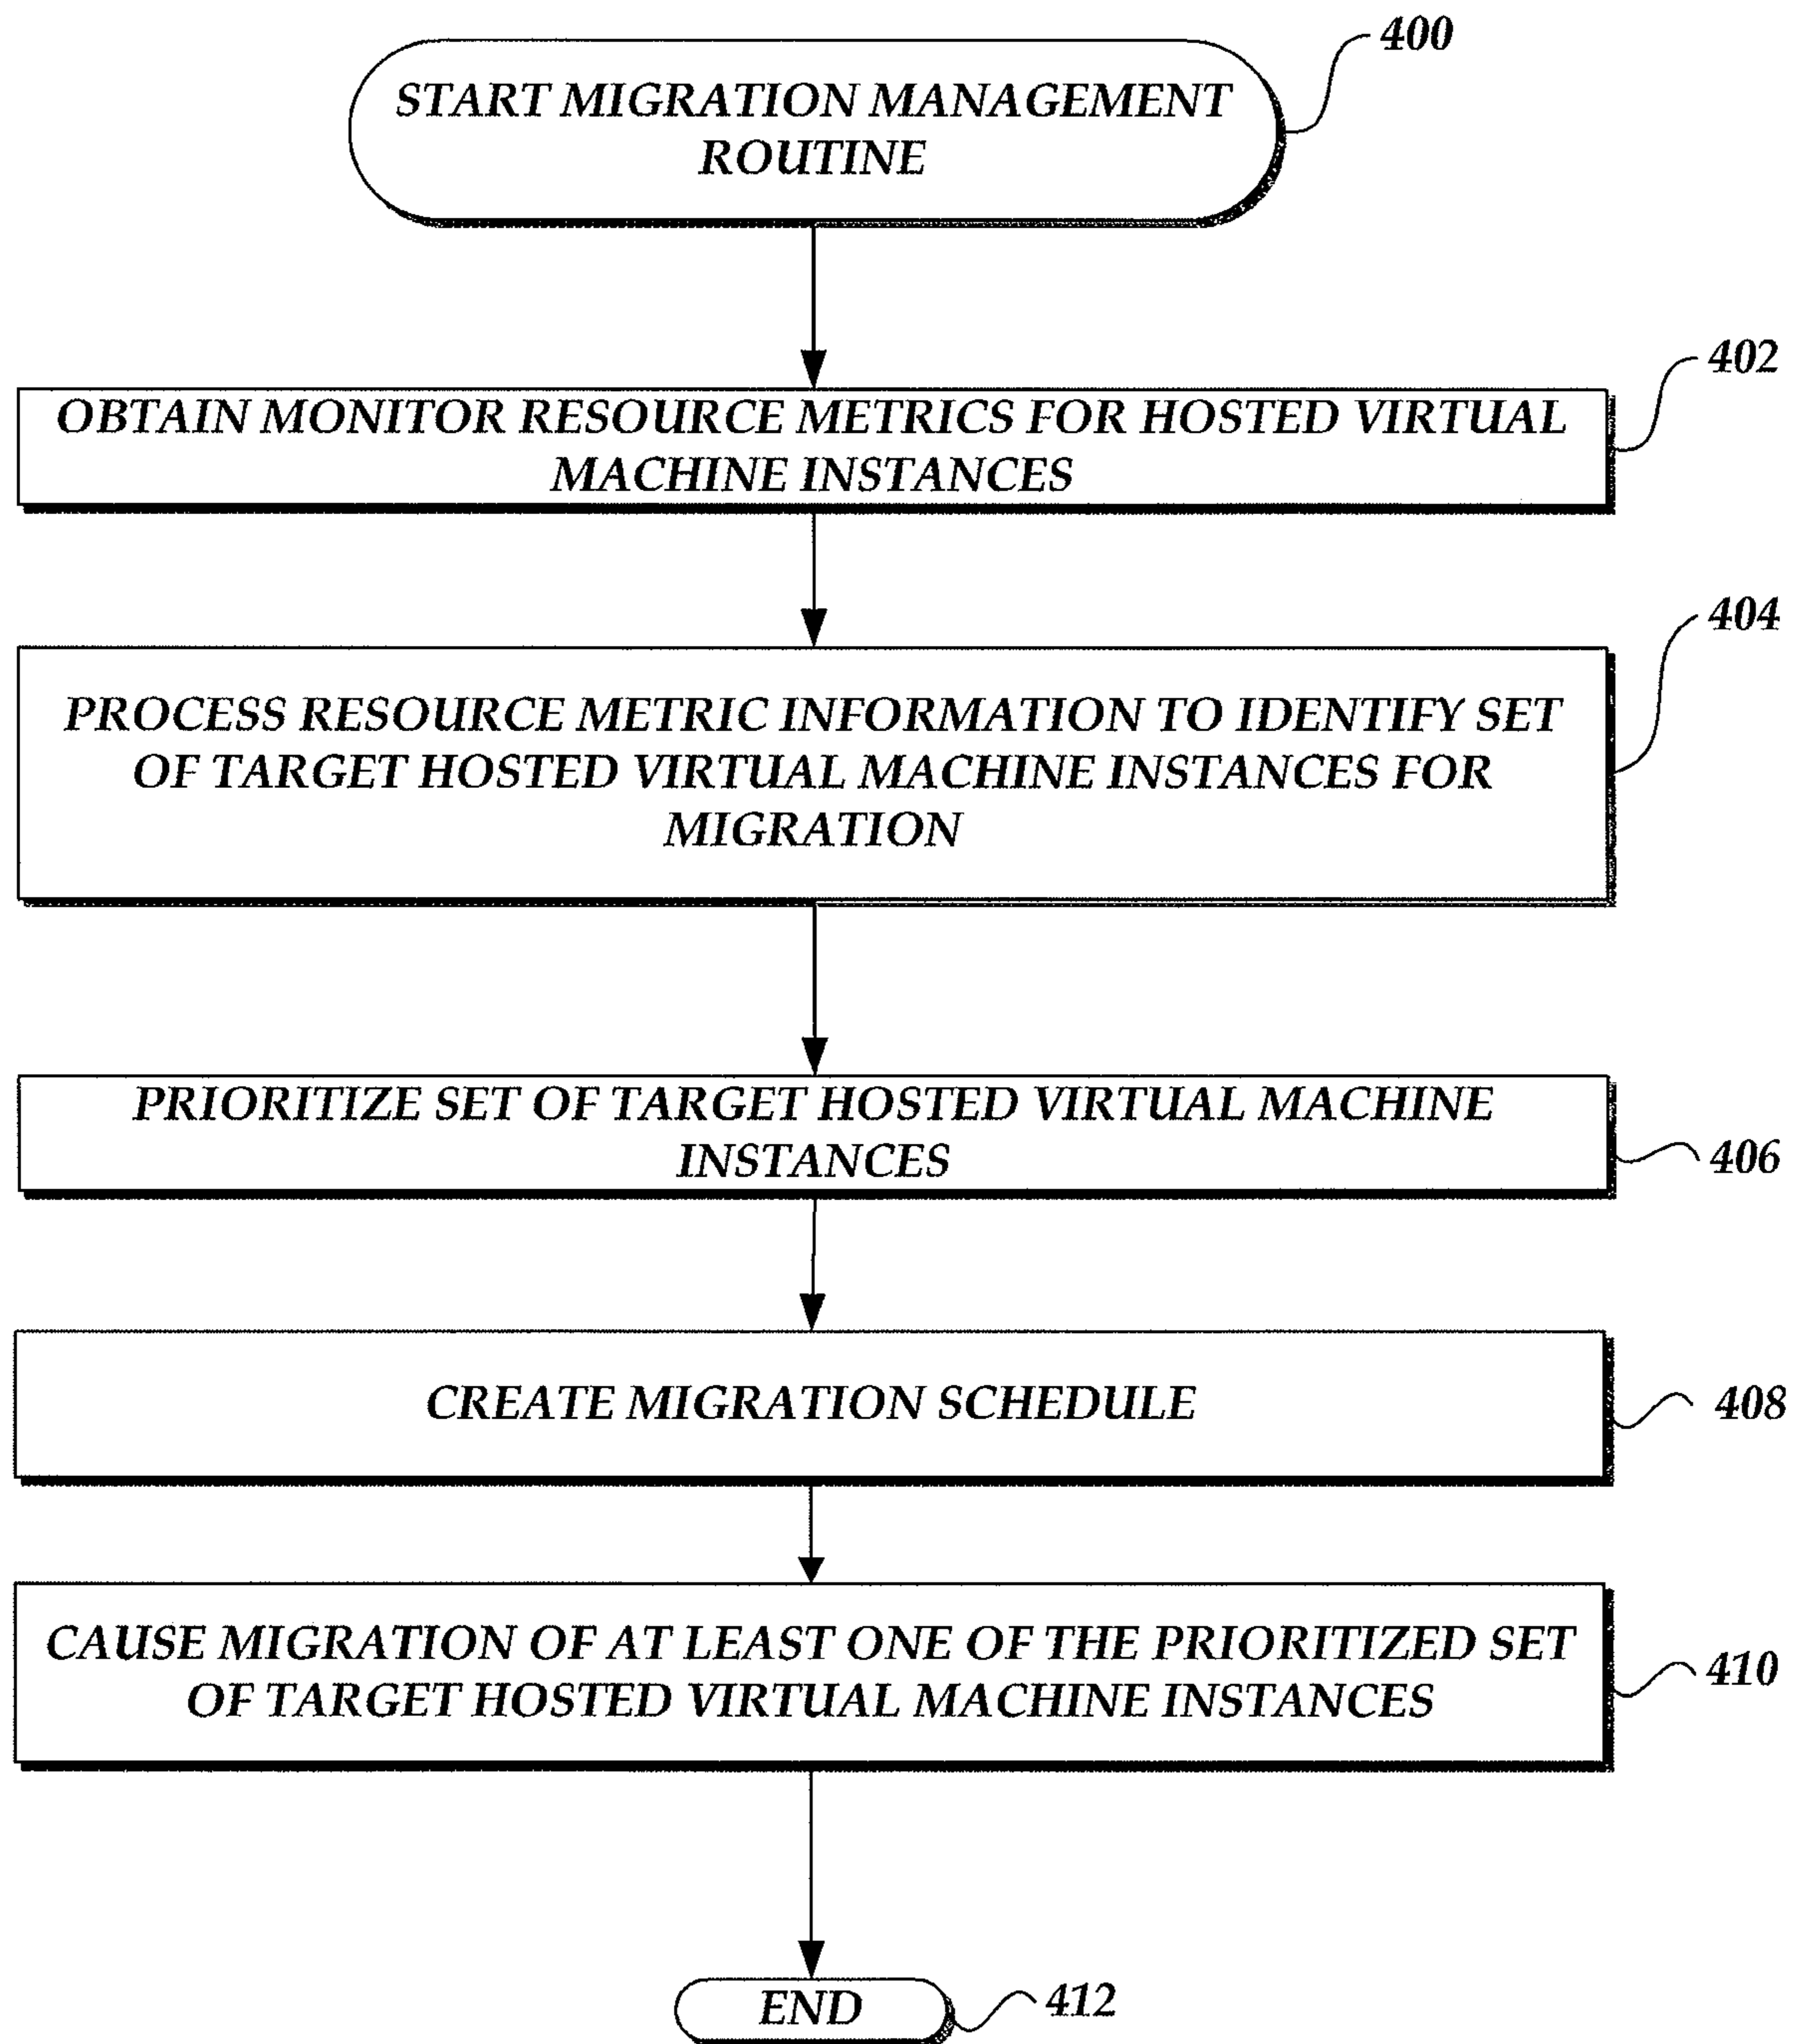 400
START MIGRATION MANAGEMENT
ROUTINE
402
OBTAIN MONITOR RESOURCE METRICS FOR HOSTED VIRTUAL
MACHINE INSTANCES
404
PROCESS RESOURCE METRIC INFORMATION TO IDENTIFY SET
OF TARGET HOSTED VIRTUAL MACHINE INSTANCES FOR
MIGRATION
PRIORITIZE SET OF TARGET HOSTED VIRTUAL MACHINE
INSTANCES
406
CREATE MIGRATION SCHEDULE
408
CAUSE MIGRATION OF AT LEAST ONE OF THE PRIORITIZED SET
OF TARGET HOSTED VIRTUAL MACHINE INSTANCES
410
END
412